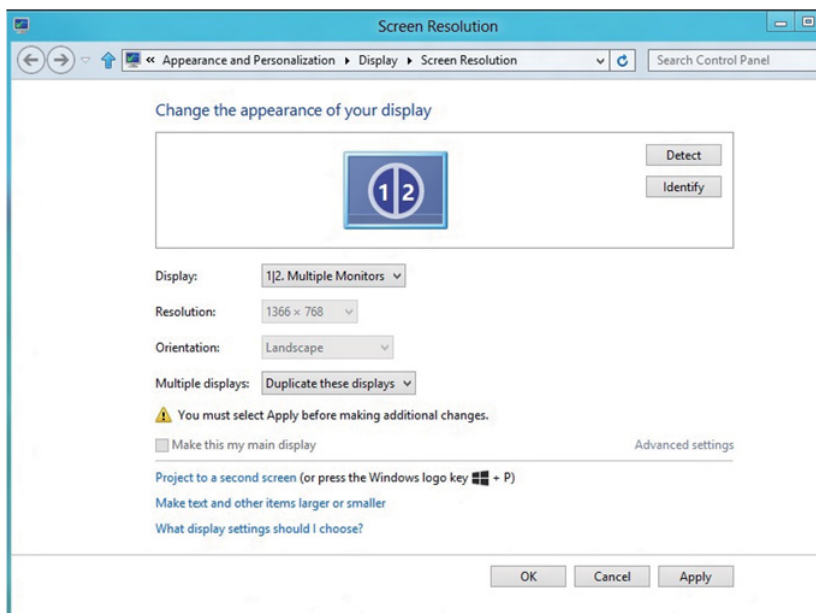 Screen Resolution
« Appearance and Personalization Display Screen Resolution Search Control Panel
Change the appearance of your display
1 2
Detect
Identify
Display: 1|2. Multiple Monitors
Resolution: 1366 × 768
Orientation: Landscape
Multiple displays: Duplicate these displays
You must select Apply before making additional changes.
Make this my main display Advanced settings
Project to a second screen (or press the Windows logo key + P)
Make text and other items larger or smaller
What display settings should I choose?
OK Cancel Apply